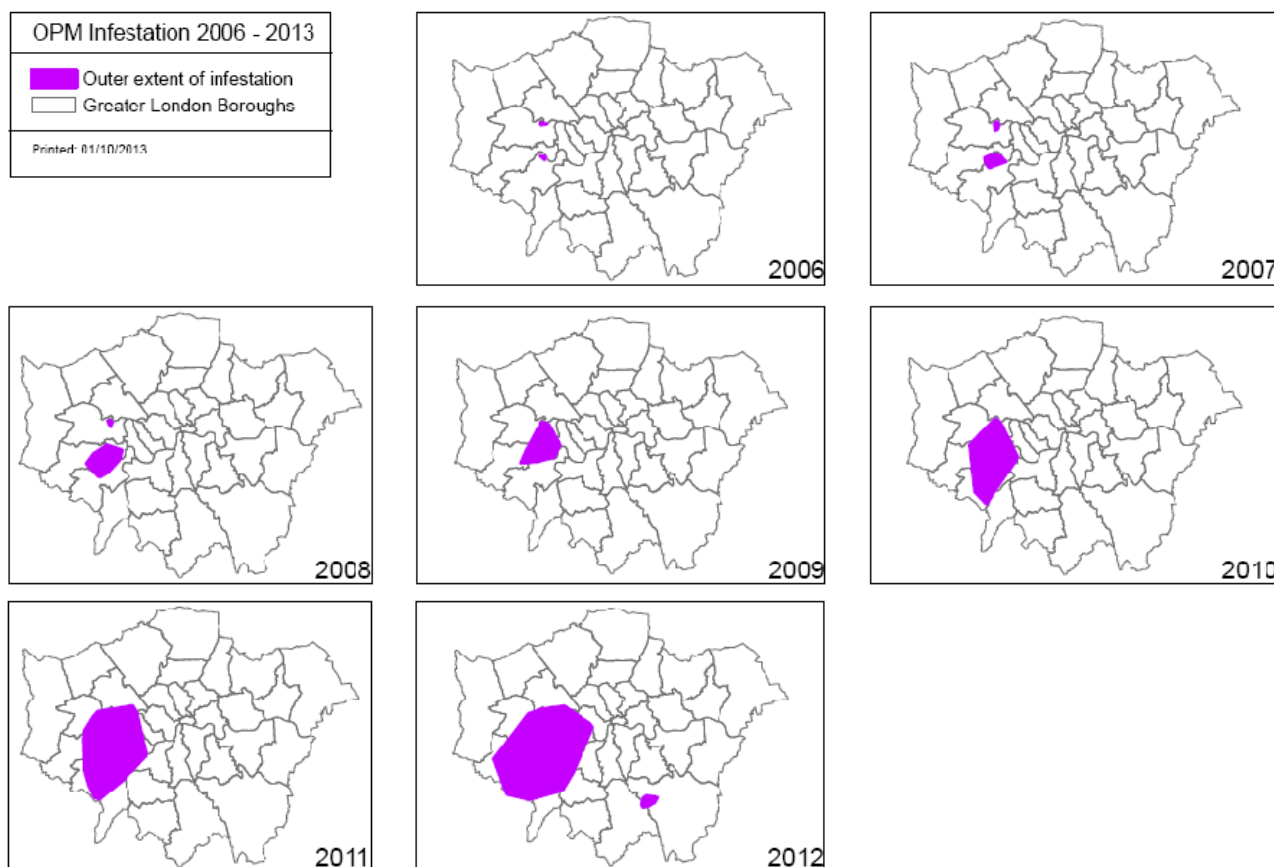 OPM Infestation 2006 - 2013
Outer extent of infestation
Greater London Boroughs
Printed: 01/10/2013
2006
2007
2008
2009
2010
2011
2012